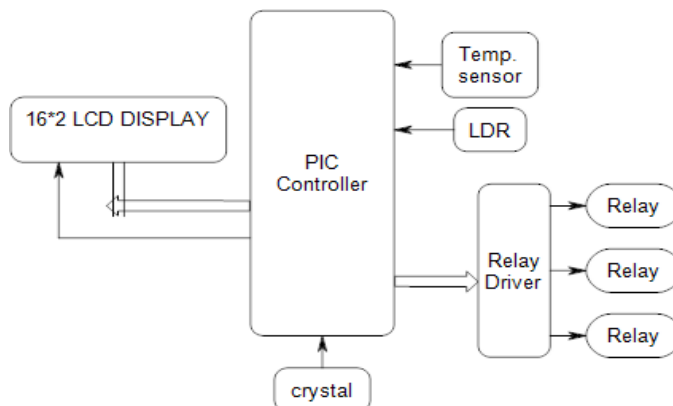 Temp.
sensor
16*2 LCD DISPLAY
LDR
PIC
Controller
Relay
Relay
Driver
Relay
Relay
crystal